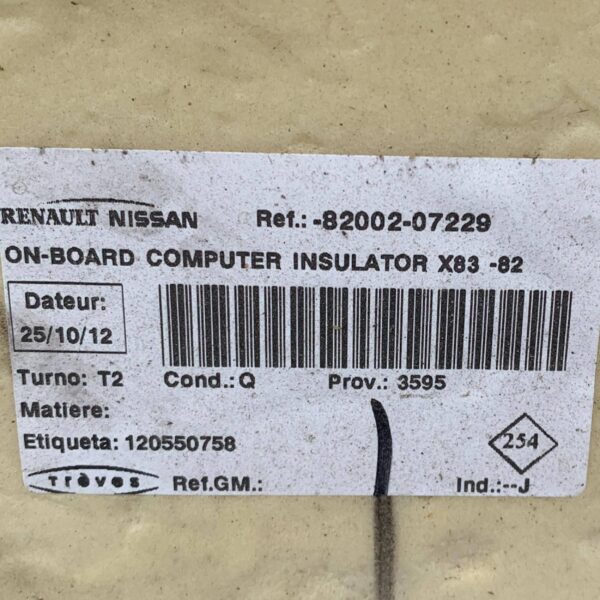 RENAULT NISSAN Ref.: -82002-07229
ON-BOARD COMPUTER INSULATOR X83 -82
Dateur:
25/10/12
Turno: T2 Cond.: Q Prov.: 3595
Matiere:
Etiqueta: 120550758
254
Trèves Ref.GM.: Ind.:--J